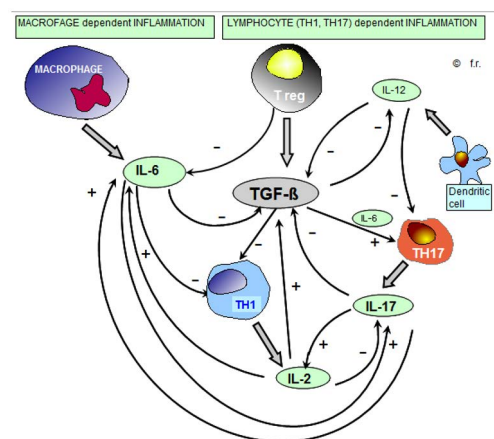 MACROFAGE dependent INFLAMMATION
LYMPHOCYTE (TH1, TH17) dependent INFLAMMATION
© f.r.
MACROPHAGE
T reg
IL-12
Dendritic
cell
IL-6
TGF-ß
IL-6
TH17
TH1
IL-17
IL-2
–
–
–
–
–
–
+
–
+
–
–
+
+
+
–
+